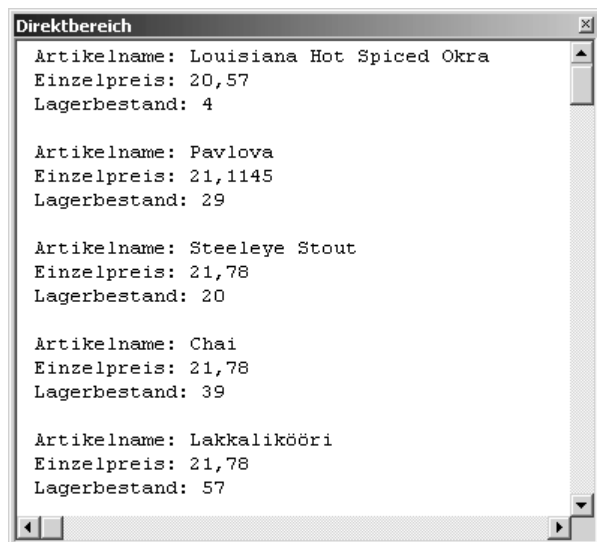 Direktbereich
Artikelname: Louisiana Hot Spiced Okra
Einzelpreis: 20,57
Lagerbestand: 4
Artikelname: Pavlova
Einzelpreis: 21,1145
Lagerbestand: 29
Artikelname: Steeleye Stout
Einzelpreis: 21,78
Lagerbestand: 20
Artikelname: Chai
Einzelpreis: 21,78
Lagerbestand: 39
Artikelname: Lakkalikööri
Einzelpreis: 21,78
Lagerbestand: 57